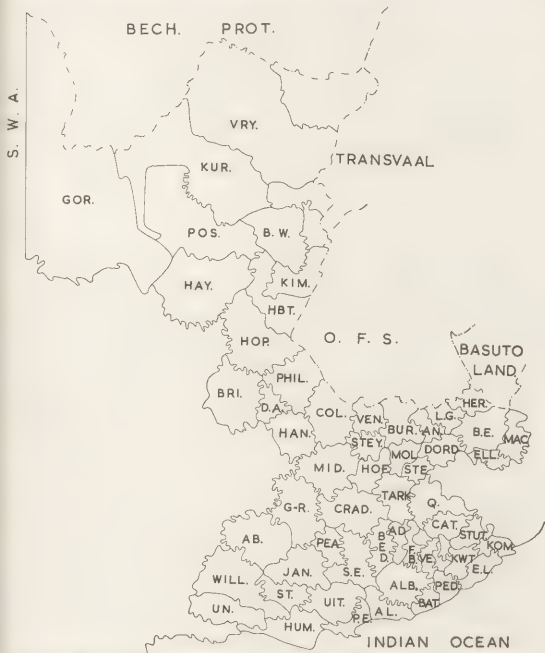 BECH. PROT.
S. W. A.
VRY.
TRANSVAAL
KUR.
GOR.
POS.
B.W.
KIM.
HAY.
HBT.
HOP.
O. F. S.
BASUTO
LAND
PHIL.
BRI.
D.A.
COL.
HAN.
VEN.
STEY.
BUR.
AN.
L.G.
HER.
B.E.
MAC.
ELL.
DORD.
MOL.
STE.
HOF.
MID.
TARK
Q.
G-R.
CRAD.
CAT.
STUT.
KOM.
AB.
PEA.
BED.
AD.
F.
B.
VE.
KWT
E.L.
WILL.
JAN.
S.E.
ALB.
PED.
ST.
UIT.
BAT.
UN.
HUM.
P.E.
AL.
INDIAN OCEAN